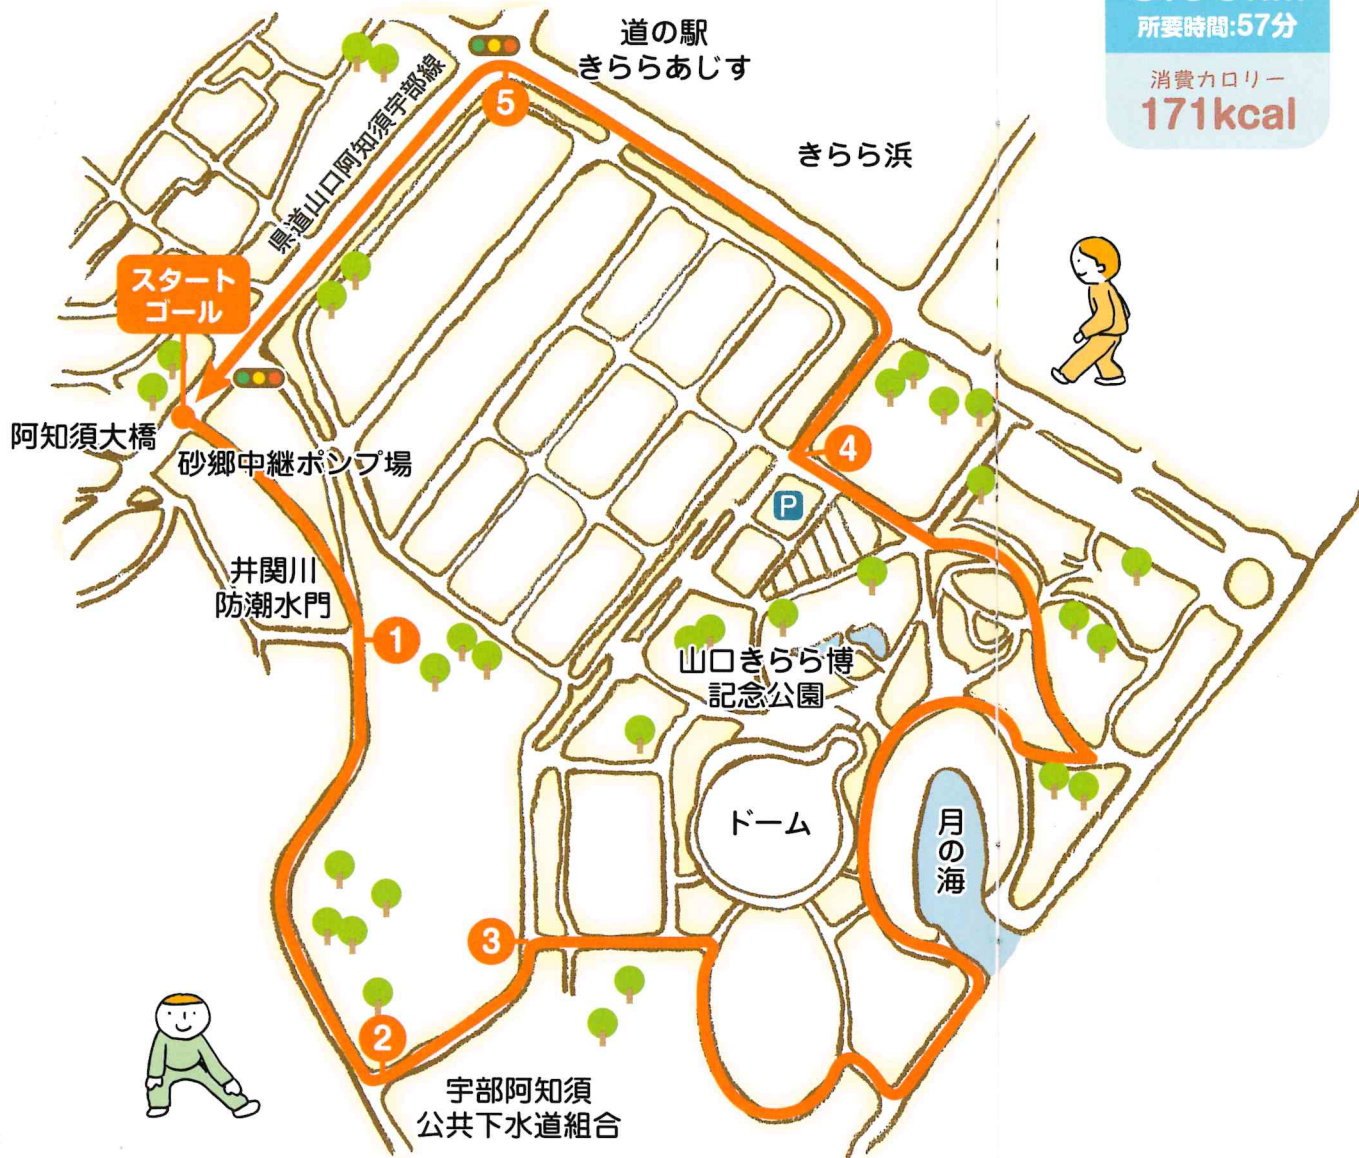 所要時間:57分
消費カロリー
171kcal
道の駅
きららあじす
5
県道山口阿知須宇部線
きらら浜
スタート
ゴール
4
阿知須大橋
砂郷中継ポンプ場
P
井関川
防潮水門
1
山口きらら博
記念公園
ドーム
月の海
3
2
宇部阿知須
公共下水道組合